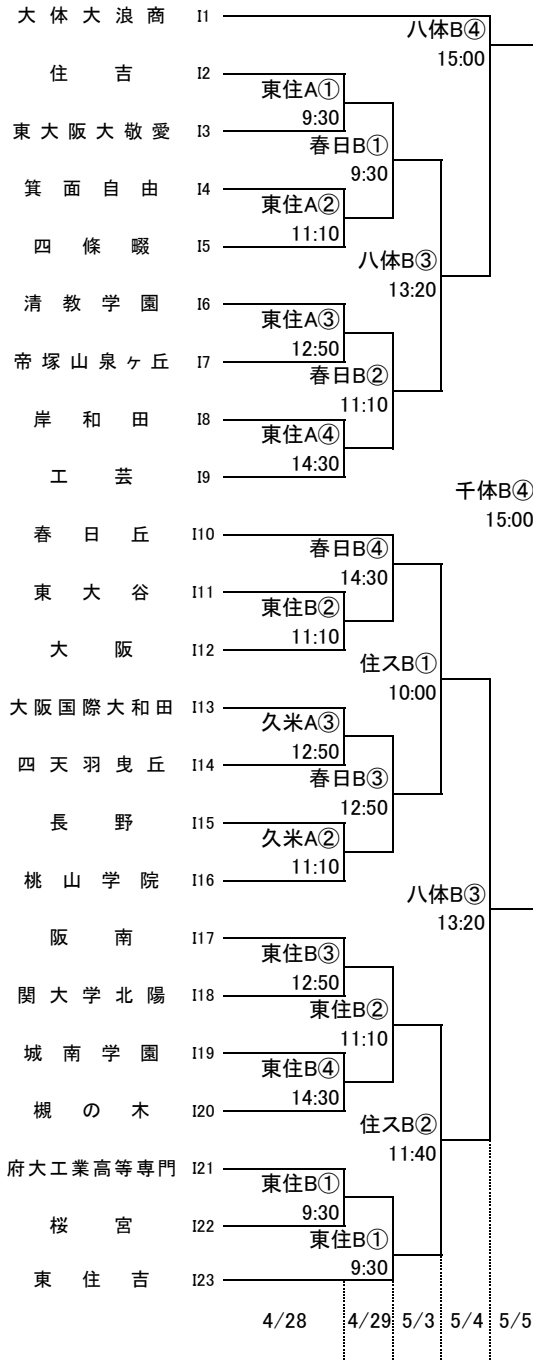 大体大浪商 I1
八体B④
15:00
住吉 I2
東住A①
9:30
東大阪大敬愛 I3
春日B①
9:30
箕面自由 I4
東住A②
11:10
四條畷 I5
八体B③
13:20
清教学園 I6
東住A③
12:50
帝塚山泉ヶ丘 I7
春日B②
11:10
岸和田 I8
東住A④
14:30
工芸 I9
千体B④
15:00
春日丘 I10
春日B④
14:30
東大谷 I11
東住B②
11:10
大阪 I12
住スB①
10:00
大阪国際大和田 I13
久米A③
12:50
四天羽曳丘 I14
春日B③
12:50
長野 I15
久米A②
11:10
桃山学院 I16
八体B③
13:20
阪南 I17
東住B③
12:50
関大学北陽 I18
東住B②
11:10
城南学園 I19
東住B④
14:30
槻の木 I20
住スB②
11:40
府大工業高等専門 I21
東住B①
9:30
桜宮 I22
東住B①
9:30
東住吉 I23
4/28 4/29 5/3 5/4 5/5